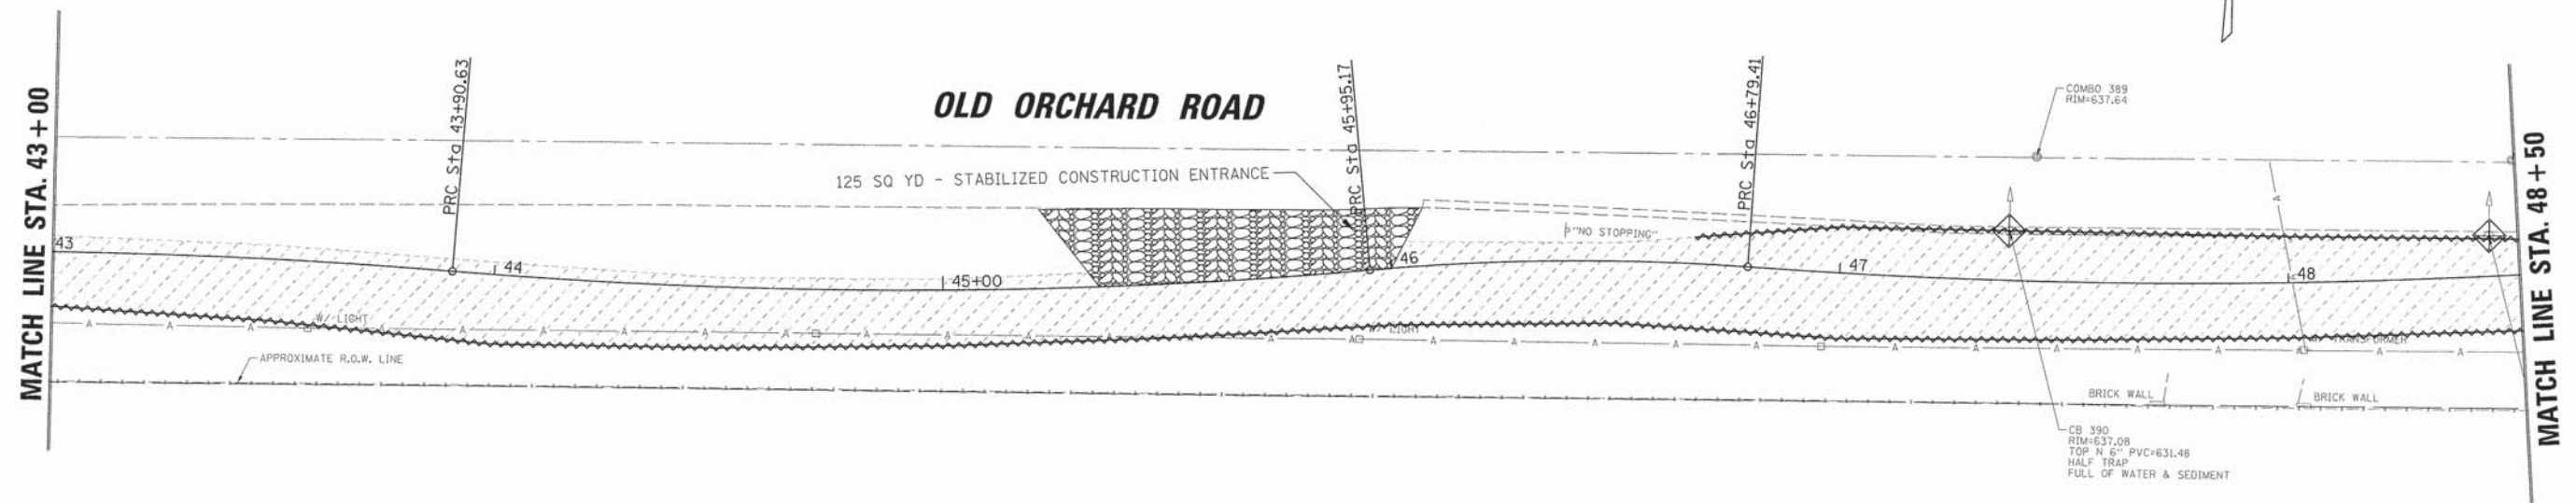 MATCH LINE STA. 43+00
PRC Sta 43+90.63
OLD ORCHARD ROAD
125 SQ YD - STABILIZED CONSTRUCTION ENTRANCE
PRC Sta 45+95.17
PRC Sta 46+79.41
COMBO 389
RIM=637.64
MATCH LINE STA. 48+50
"NO STOPPING"
43
44
45+00
46
47
48
W/ LIGHT
W/ LIGHT
A A A A A A A A A A A A A
A A A A A A A A A A A A A
A
TRANSFORMER
APPROXIMATE R.O.W. LINE
BRICK WALL
BRICK WALL
CB 390
RIM=637.08
TOP N 6" PVC=631.48
HALF TRAP
FULL OF WATER & SEDIMENT